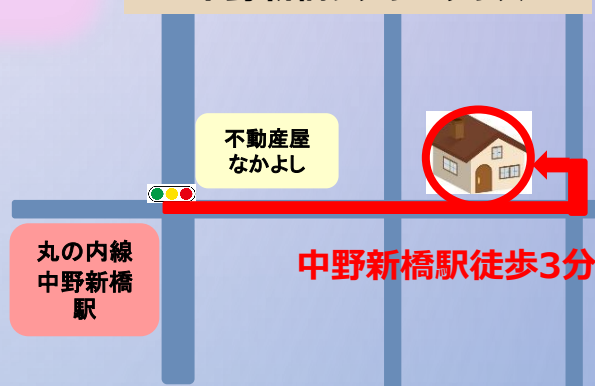 不動産屋
なかよし
丸の内線
中野新橋
駅
中野新橋駅徒歩3分